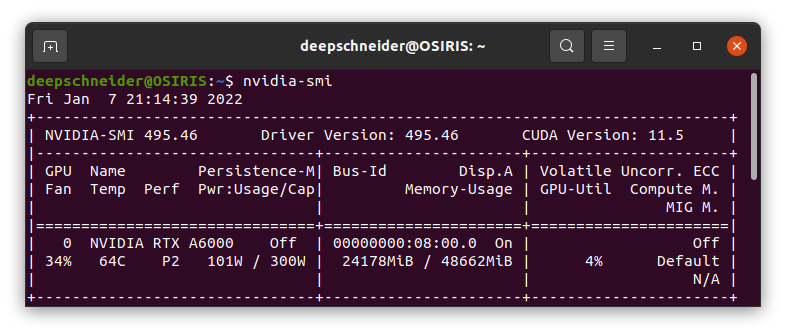 deepschneider@OSIRIS: ~
deepschneider@OSIRIS:~$ nvidia-smi
Fri Jan  7 21:14:39 2022
+-----------------------------------------------------------------------------+
| NVIDIA-SMI 495.46       Driver Version: 495.46       CUDA Version: 11.5     |
|-------------------------------+----------------------+----------------------+
| GPU  Name        Persistence-M| Bus-Id        Disp.A | Volatile Uncorr. ECC |
| Fan  Temp  Perf  Pwr:Usage/Cap|         Memory-Usage | GPU-Util  Compute M. |
|                               |                      |               MIG M. |
|===============================+======================+======================|
|   0  NVIDIA RTX A6000    Off  | 00000000:08:00.0  On |                  Off |
| 34%   64C    P2   101W / 300W |  24178MiB / 48662MiB |      4%      Default |
|                               |                      |                  N/A |
+-------------------------------+----------------------+----------------------+